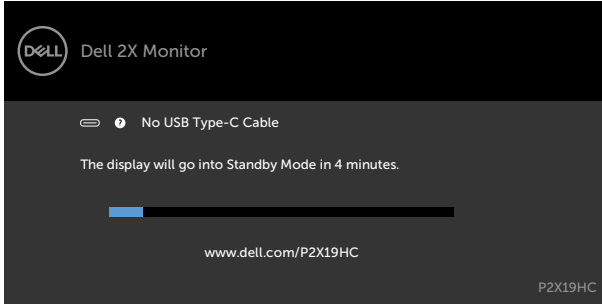 DELL
Dell 2X Monitor
? No USB Type-C Cable
The display will go into Standby Mode in 4 minutes.
www.dell.com/P2X19HC
P2X19HC